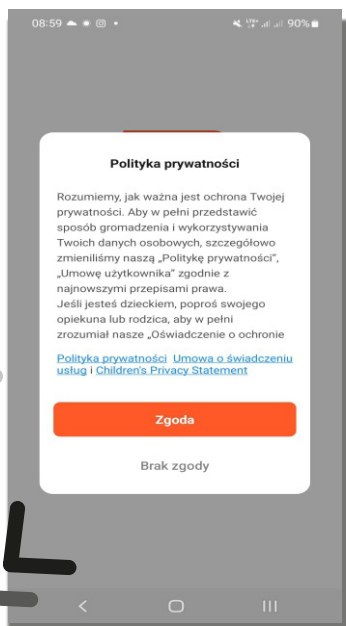 08:59
90%
Polityka prywatności
Rozumiemy, jak ważna jest ochrona Twojej
prywatności. Aby w pełni przedstawić
sposób gromadzenia i wykorzystywania
Twoich danych osobowych, szczegółowo
zmieniliśmy naszą „Politykę prywatności”,
„Umowę użytkownika” zgodnie z
najnowszymi przepisami prawa.
Jeśli jesteś dzieckiem, poproś swojego
opiekuna lub rodzica, aby w pełni
zrozumiał nasze „Oświadczenie o ochronie
Polityka prywatności Umowa o świadczeniu
usług i Children's Privacy Statement
Zgoda
Brak zgody